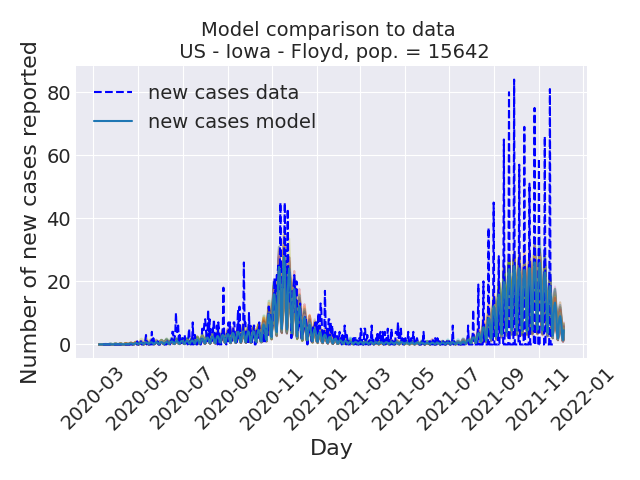 Model comparison to data
US - Iowa - Floyd, pop. = 15642
Number of new cases reported
80
60
40
20
0
new cases data
new cases model
2020-03
2020-05
2020-07
2020-09
2020-11
2021-01
2021-03
2021-05
2021-07
2021-09
2021-11
2022-01
Day